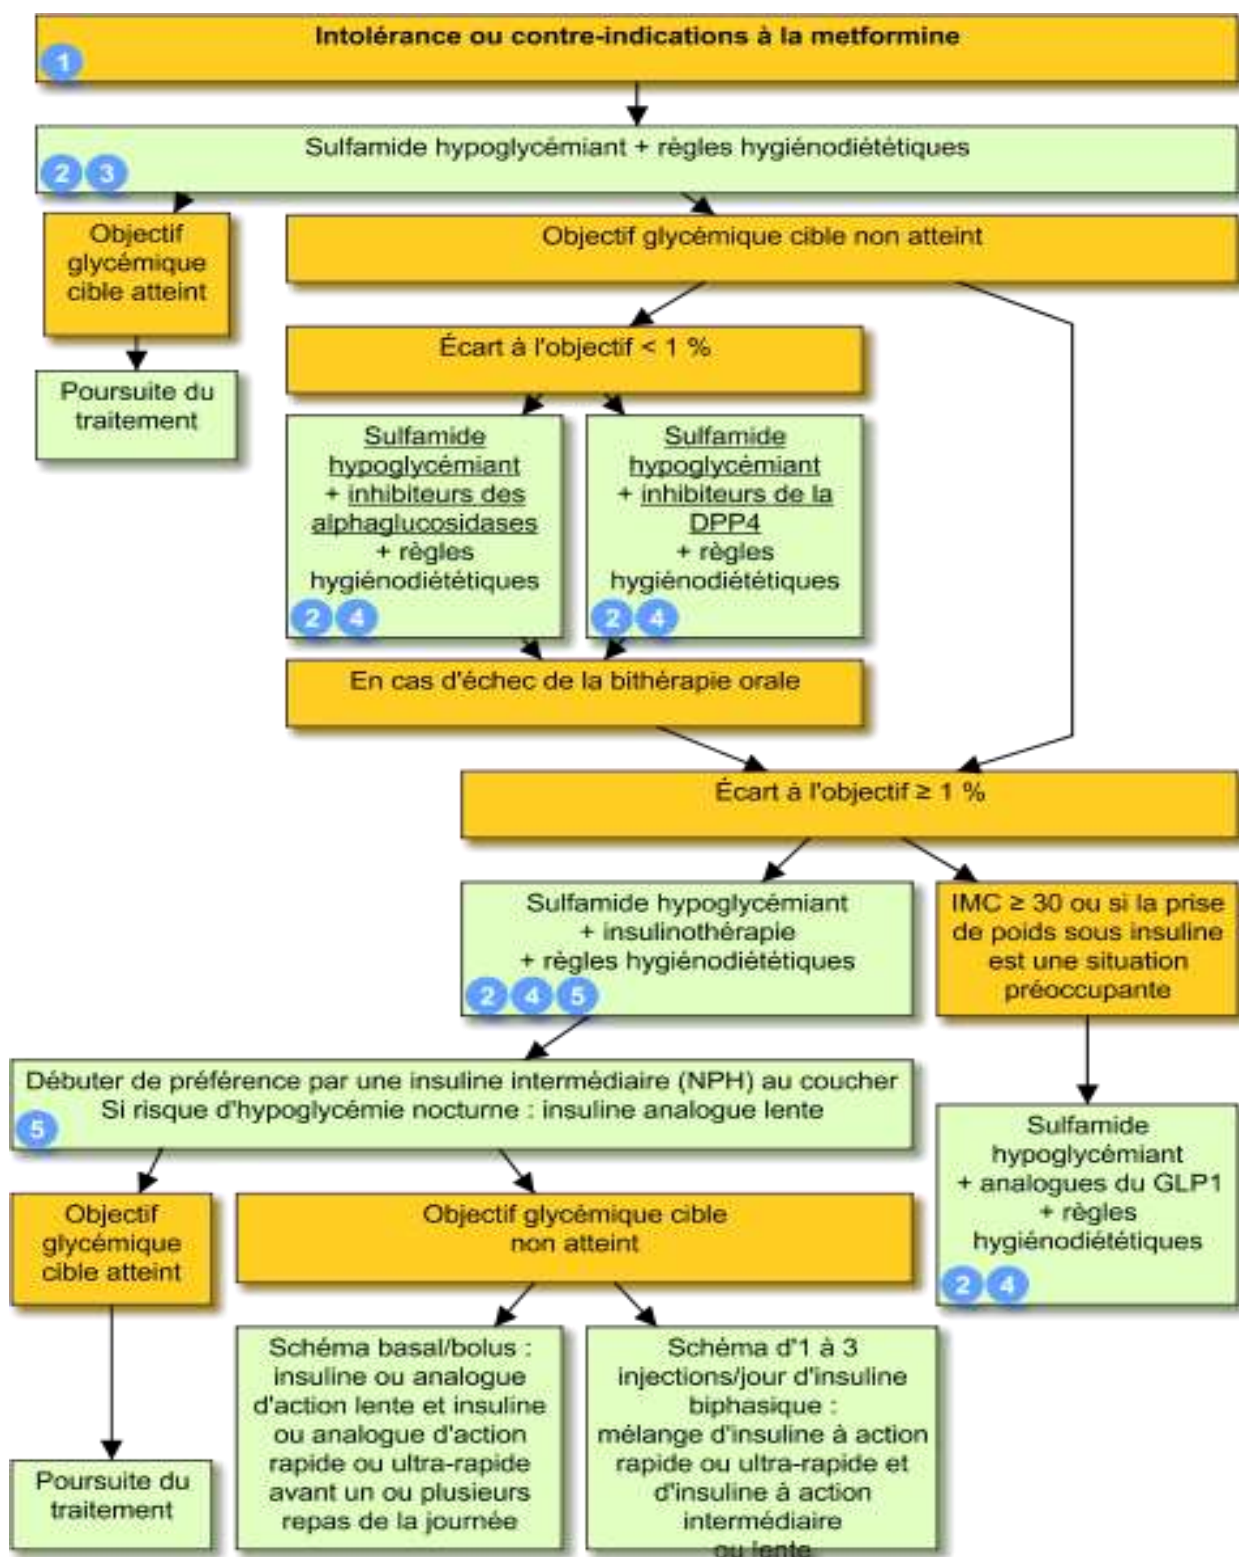 Intolérance ou contre-indications à la metformine
1
Sulfamide hypoglycémiant + règles hygiénodiététiques
2 3
Objectif
glycémique
cible atteint
Objectif glycémique cible non atteint
Écart à l'objectif < 1 %
Poursuite du
traitement
Sulfamide
hypoglycémiant
+ inhibiteurs des
alphaglucosidases
+ règles
hygiénodiététiques
2 4
Sulfamide
hypoglycémiant
+ inhibiteurs de la
DPP4
+ règles
hygiénodiététiques
2 4
En cas d'échec de la bithérapie orale
Écart à l'objectif ≥ 1 %
Sulfamide hypoglycémiant
+ insulinothérapie
+ règles hygiénodiététiques
2 4 5
IMC ≥ 30 ou si la prise
de poids sous insuline
est une situation
préoccupante
Débuter de préférence par une insuline intermédiaire (NPH) au coucher
Si risque d'hypoglycémie nocturne : insuline analogue lente
5
Sulfamide
hypoglycémiant
+ analogues du GLP1
+ règles
hygiénodiététiques
2 4
Objectif
glycémique
cible atteint
Objectif glycémique cible
non atteint
Poursuite du
traitement
Schéma basal/bolus :
insuline ou analogue
d'action lente et insuline
ou analogue d'action
rapide ou ultra-rapide
avant un ou plusieurs
repas de la journée
Schéma d'1 à 3
injections/jour d'insuline
biphasique :
mélange d'insuline à action
rapide ou ultra-rapide et
d'insuline à action
intermédiaire
ou lente.